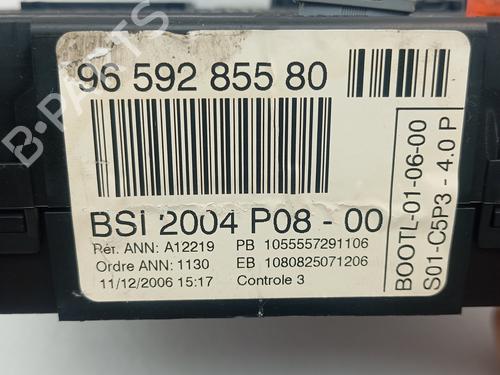 96 592 855 80
BSI 2004 P08 - 00
Réf. ANN: A12219 PB 1055557291106
Ordre ANN: 1130 EB 1080825071206
11/12/2006 15:17 Controle 3
BOOTL-01-06-00
S01-C5P3 - 4.0 P
B-PARTS